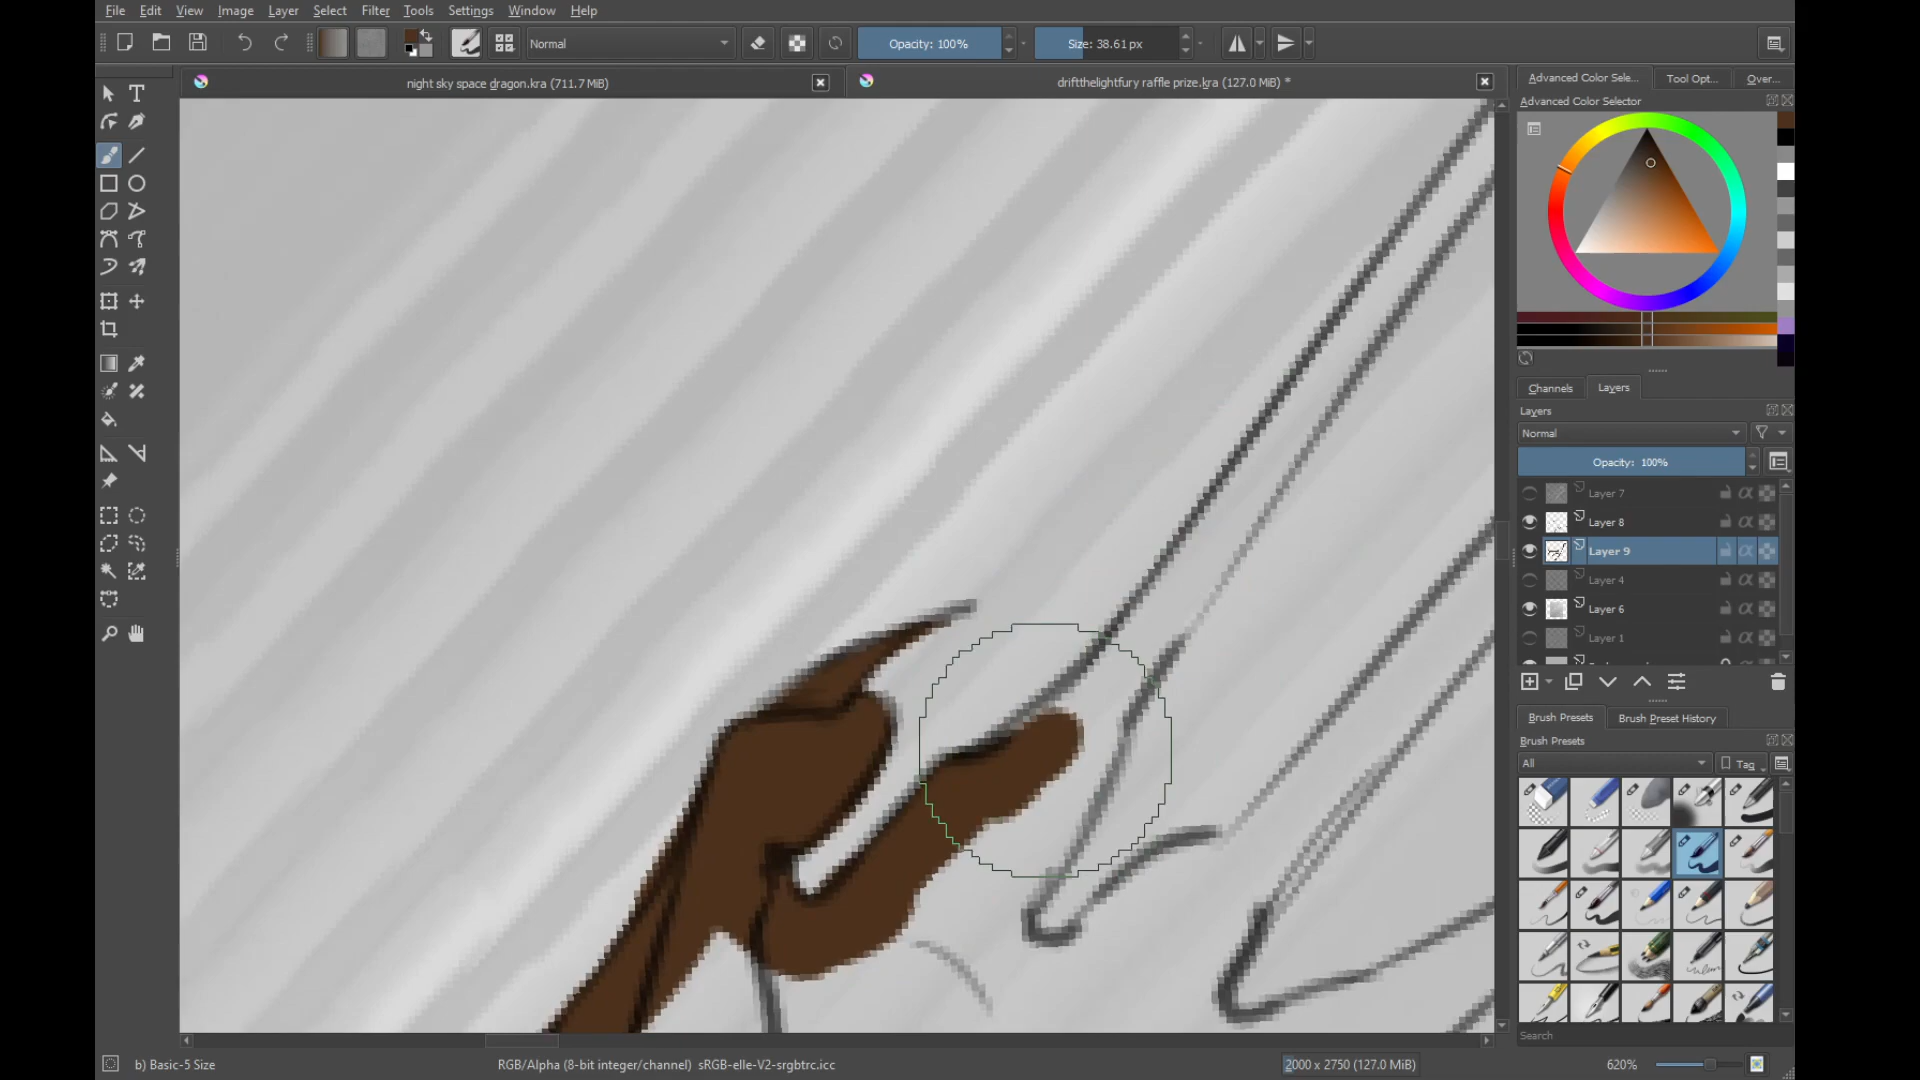 File Edit View Image Layer Select Filter Tools Settings Window Help
Normal
Opacity: 100%
Size: 38.61 px
night sky space dragon.kra (711.7 MiB)
driftthelightfury raffle prize.kra (127.0 MiB) *
Advanced Color Sele...
Tool Opt...
Over...
Advanced Color Selector
Channels
Layers
Layers
Normal
Opacity: 100%
Layer 7
Layer 8
Layer 9
Layer 4
Layer 6
Layer 1
Brush Presets
Brush Preset History
Brush Presets
All
Tag
Search
b) Basic-5 Size
RGB/Alpha (8-bit integer/channel) sRGB-elle-V2-srgbtrc.icc
2000 x 2750 (127.0 MiB)
620%